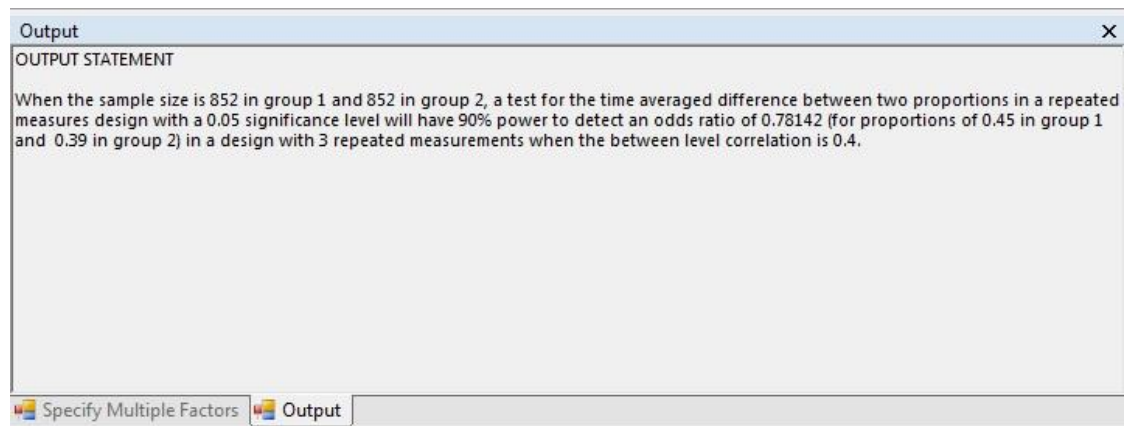 Output
OUTPUT STATEMENT
When the sample size is 852 in group 1 and 852 in group 2, a test for the time averaged difference between two proportions in a repeated
measures design with a 0.05 significance level will have 90% power to detect an odds ratio of 0.78142 (for proportions of 0.45 in group 1
and 0.39 in group 2) in a design with 3 repeated measurements when the between level correlation is 0.4.
Specify Multiple Factors Output